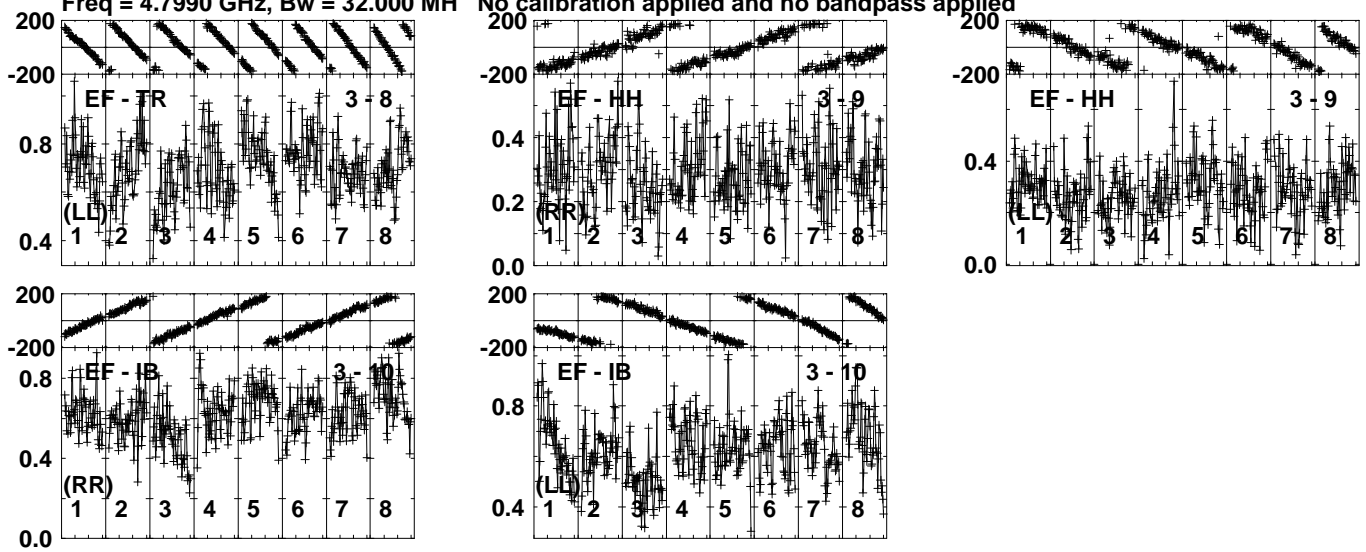 Freq = 4.7990 GHz, Bw = 32.000 MH   No calibration applied and no bandpass applied
200
-200
EF - TR 3 - 8
0.8
(LL)
0.4
1 2 3 4 5 6 7 8
EF - HH 3 - 9
0.4
0.2
(RR)
1 2 3 4 5 6 7 8
0.0
200
-200
EF - HH 3 - 9
0.4
(LL)
1 2 3 4 5 6 7 8
0.0
200
-200
EF - IB 3 - 10
0.8
0.4
(RR)
1 2 3 4 5 6 7 8
0.0
EF - IB 3 - 10
0.8
(LL)
0.4
1 2 3 4 5 6 7 8